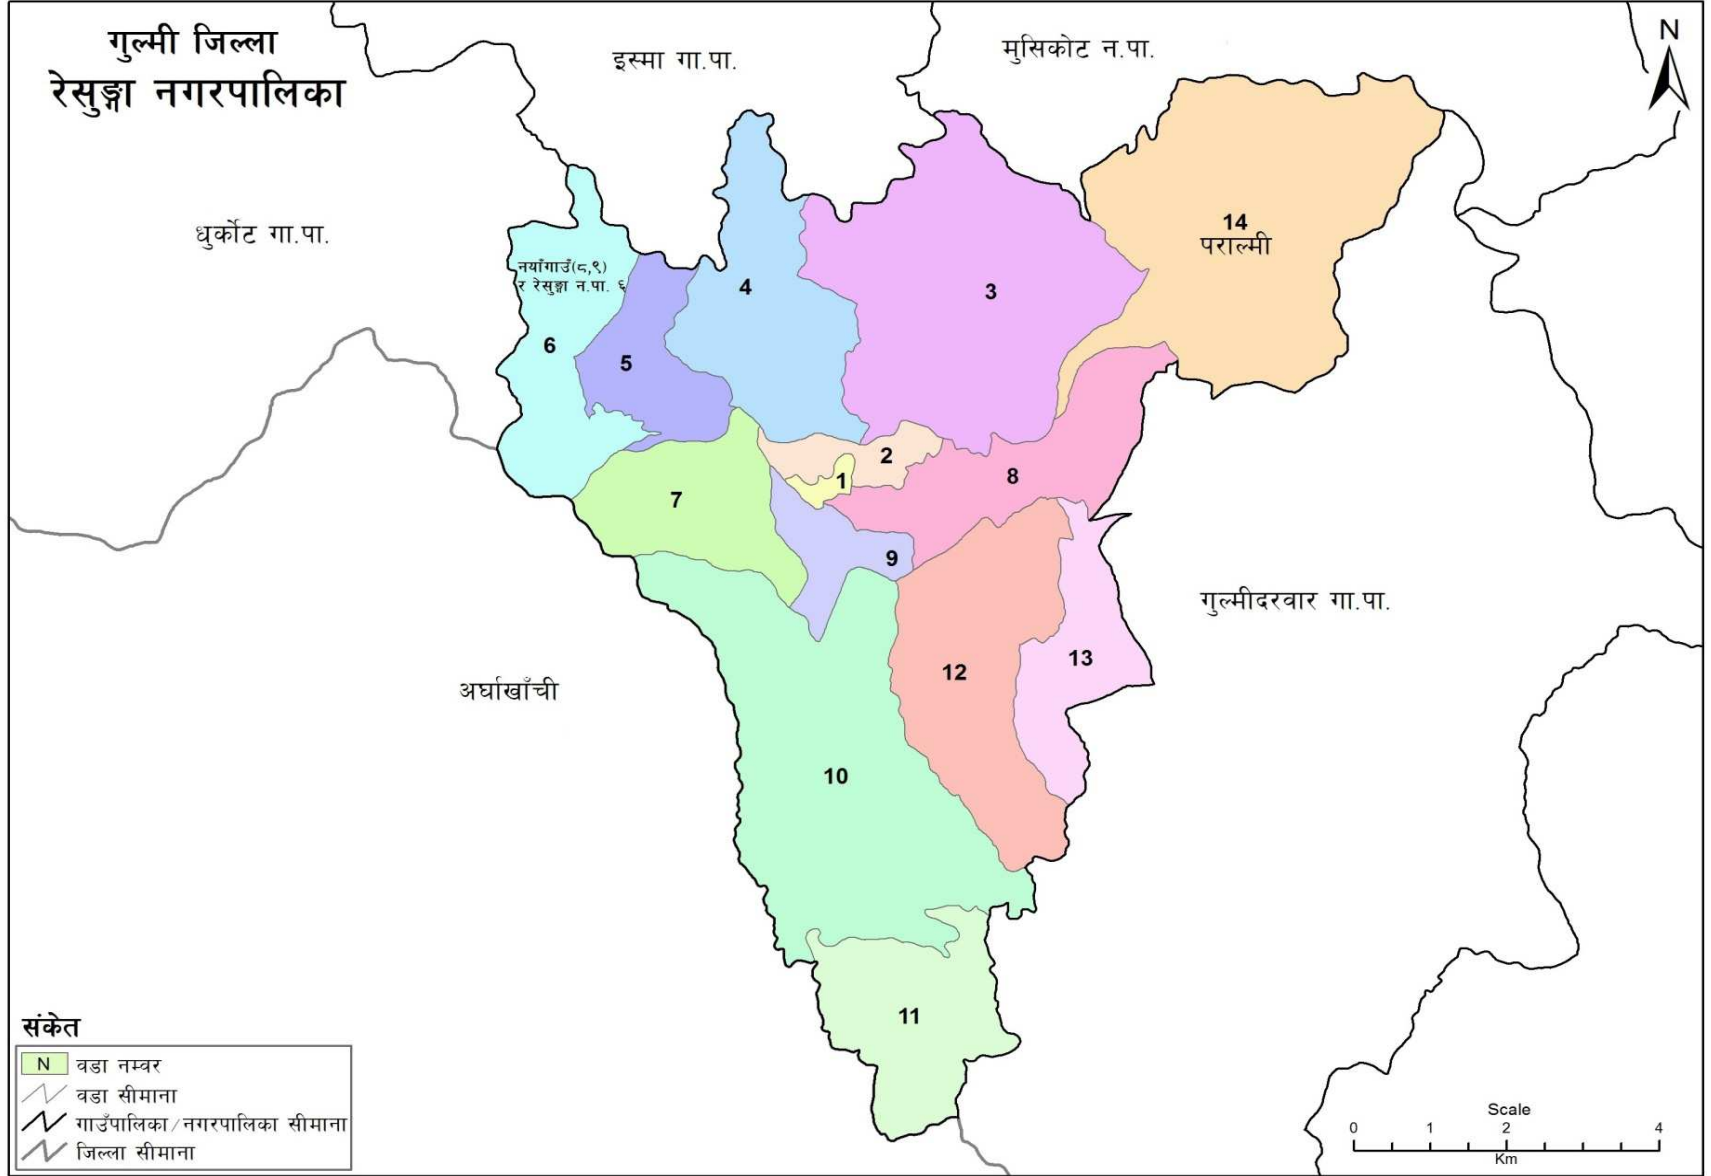 गुल्मी जिल्ला
रेसुङ्गा नगरपालिका
इस्मा गा.पा.
मुसिकोट न.पा.
N
धुर्कोट गा.पा.
14
पराल्मी
नयाँगाउँ(८,९)
र रेसुङ्गा न.पा. ६
4
3
6
5
2
1
8
7
9
गुल्मीदरवार गा.पा.
13
12
अर्घाखाँची
10
11
संकेत
N वडा नम्वर
वडा सीमाना
गाउँपालिका/नगरपालिका सीमाना
जिल्ला सीमाना
Scale
0 1 2 4
Km